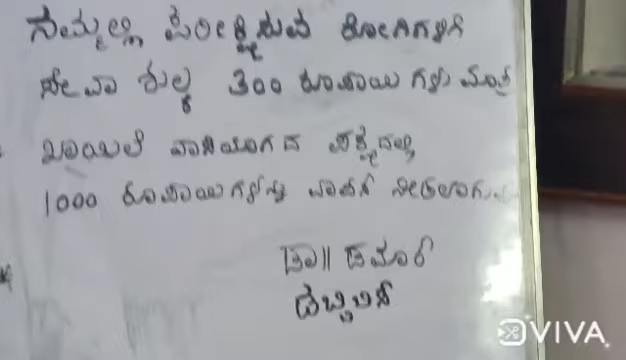 ನಮ್ಮಲ್ಲಿ ಪರೀಕ್ಷಿಸುವ ರೋಗಿಗಳಿಗೆ
ಸೇವಾ ಶುಲ್ಕ 300 ರೂಪಾಯಿ ಗಳು ಮಾತ್ರ
ಖಾಯಿಲೆ ವಾಸಿಯಾಗದ ಪಕ್ಷದಲ್ಲಿ
1000 ರೂಪಾಯಿಗಳನ್ನು ವಾಪಸ್
ಡಾ||
VIVA